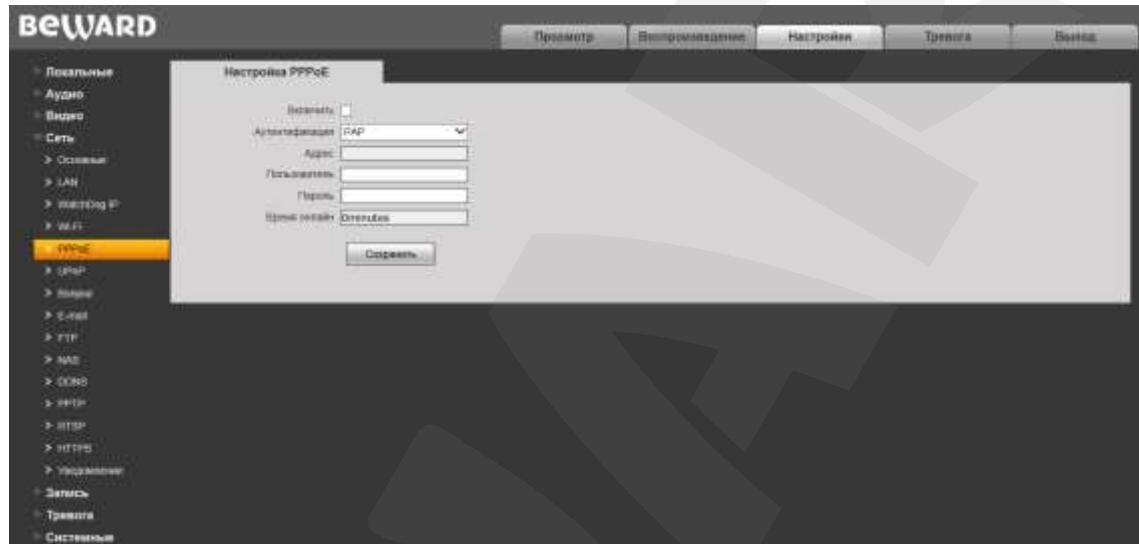 BEWARD
Просмотр
Воспроизведение
Настройки
Тревога
Выход
Локальные
Аудио
Видео
Сеть
Основные
LAN
WatchDog IP
Wi-Fi
PPPoE
UPnP
E-mail
FTP
NAS
DDNS
PPTP
RTSP
HTTPS
Уведомление
Запись
Тревога
Системные
Настройка PPPoE
Включить
Аутентификация PAP
Адрес
Пользователь
Пароль
Время онлайн 0minutes
Сохранить